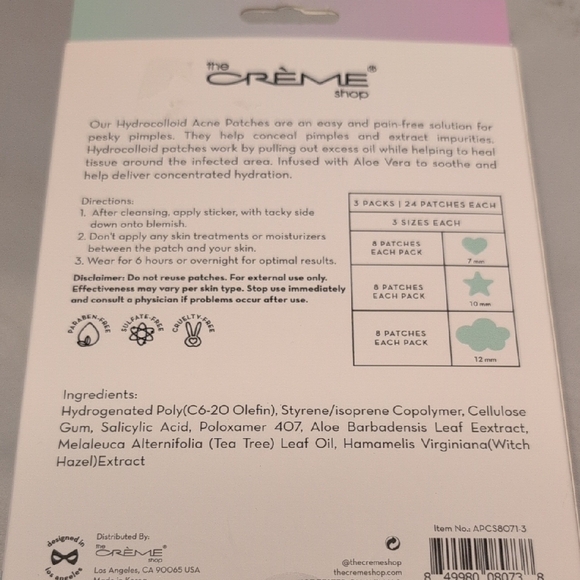 the
CRÈME®
shop
Our Hydrocolloid Acne Patches are an easy and pain-free solution for
pesky pimples. They help conceal pimples and extract impurities.
Hydrocolloid patches work by pulling out excess oil while helping to heal
tissue around the infected area. Infused with Aloe Vera to soothe and
help deliver concentrated hydration.
Directions:
1. After cleansing, apply sticker, with tacky side
down onto blemish.
2. Don't apply any skin treatments or moisturizers
between the patch and your skin.
3. Wear for 6 hours or overnight for optimal results.
Disclaimer: Do not reuse patches. For external use only.
Effectiveness may vary per skin type. Stop use immediately
and consult a physician if problems occur after use.
PARABEN-FREE
SULFATE-FREE
CRUELTY-FREE
3 PACKS | 24 PATCHES EACH
3 SIZES EACH
8 PATCHES
EACH PACK
7 mm
8 PATCHES
EACH PACK
10 mm
8 PATCHES
EACH PACK
12 mm
Ingredients:
Hydrogenated Poly(C6-20 Olefin), Styrene/isoprene Copolymer, Cellulose
Gum, Salicylic Acid, Poloxamer 407, Aloe Barbadensis Leaf Eextract,
Melaleuca Alternifolia (Tea Tree) Leaf Oil, Hamamelis Virginiana(Witch
Hazel)Extract
designed in
los angeles
Distributed By:
the
CRÈME
shop
Los Angeles, CA 90065 USA
Made in Korea
@thecremeshop
thecremeshop.com
Item No.: APCS8071-3
8 49980 08073 8